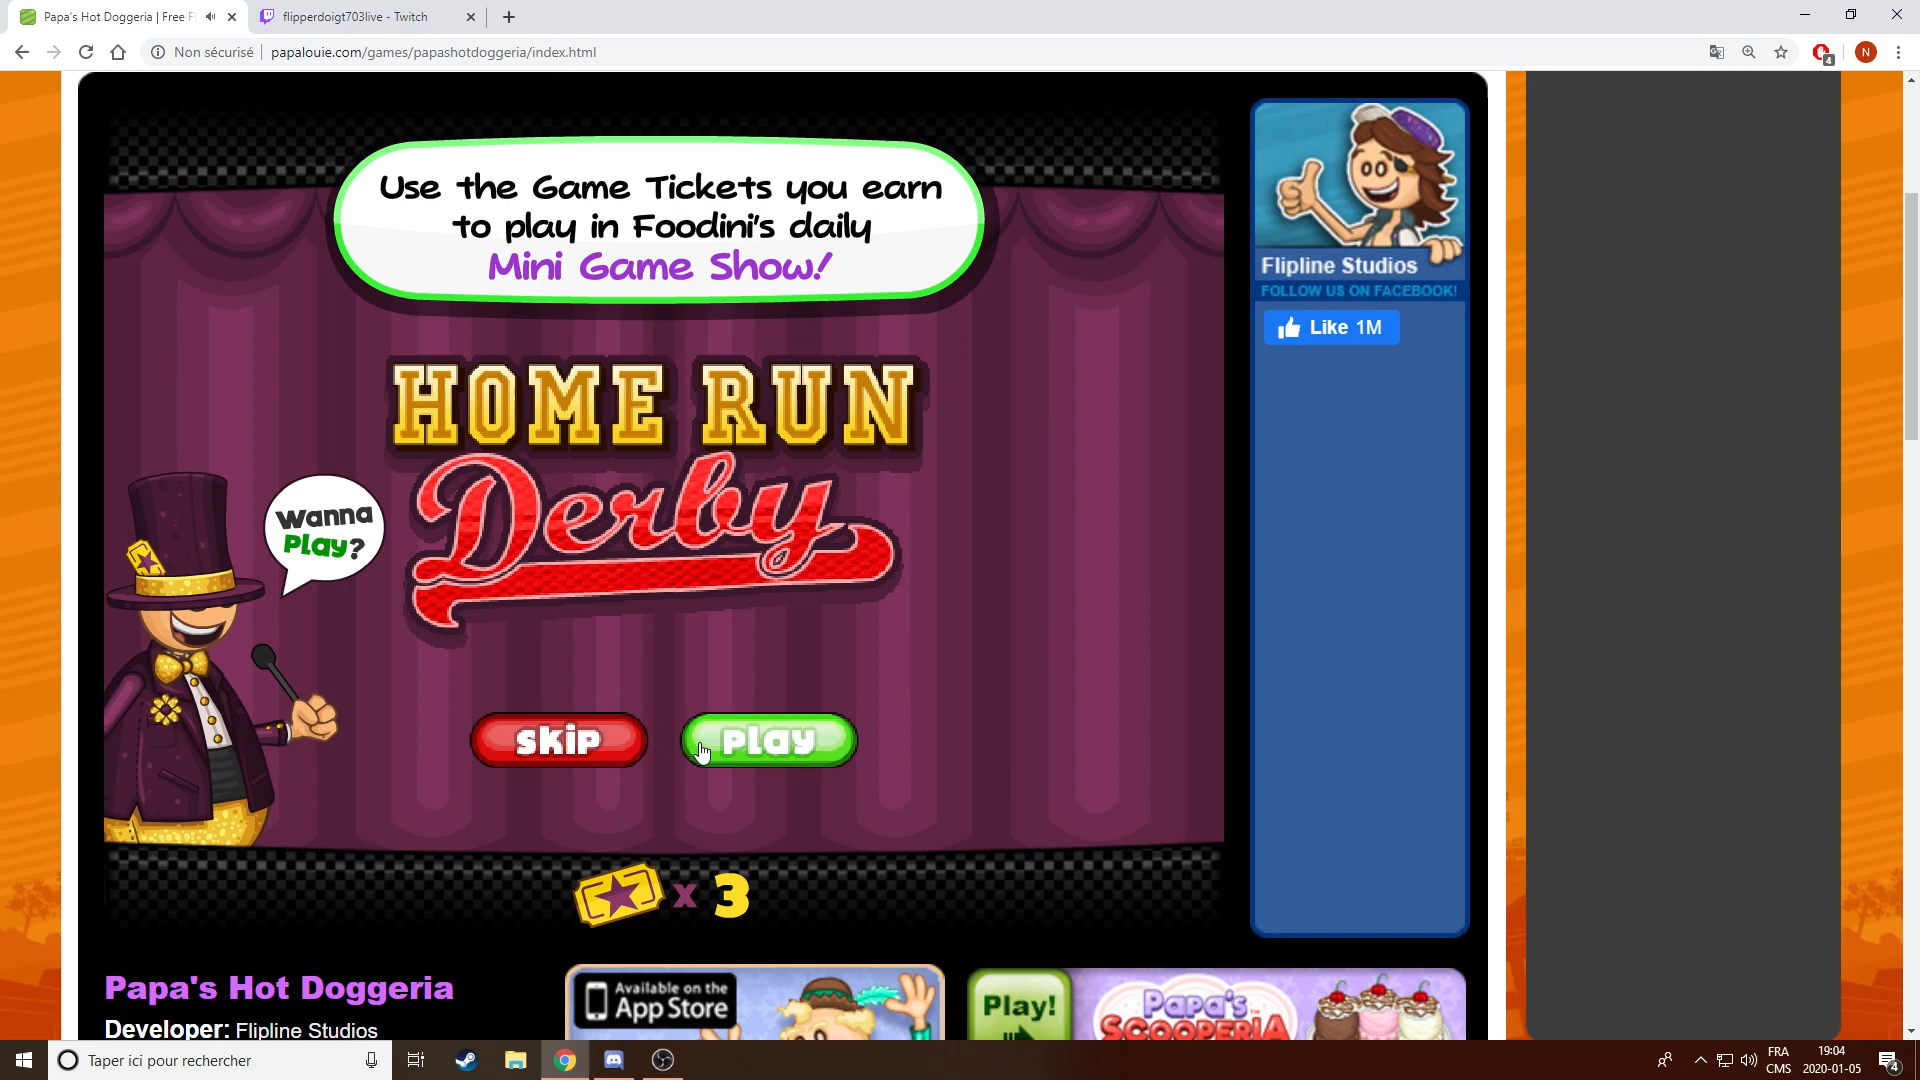 Papa's Hot Doggeria | Free F
flipperdoigt703live - Twitch
Non sécurisé
papalouie.com/games/papashotdoggeria/index.html
4
N
Use the Game Tickets you earn
to play in Foodini's daily
Mini Game Show!
HOME RUN
Derby
Wanna
Play?
skip
play
x 3
Flipline Studios
FOLLOW US ON FACEBOOK!
Like 1M
Papa's Hot Doggeria
Developer: Flipline Studios
Available on the
App Store
Play!
Papa's
SCOOPERIA
Taper ici pour rechercher
FRA
CMS
19:04
2020-01-05
4